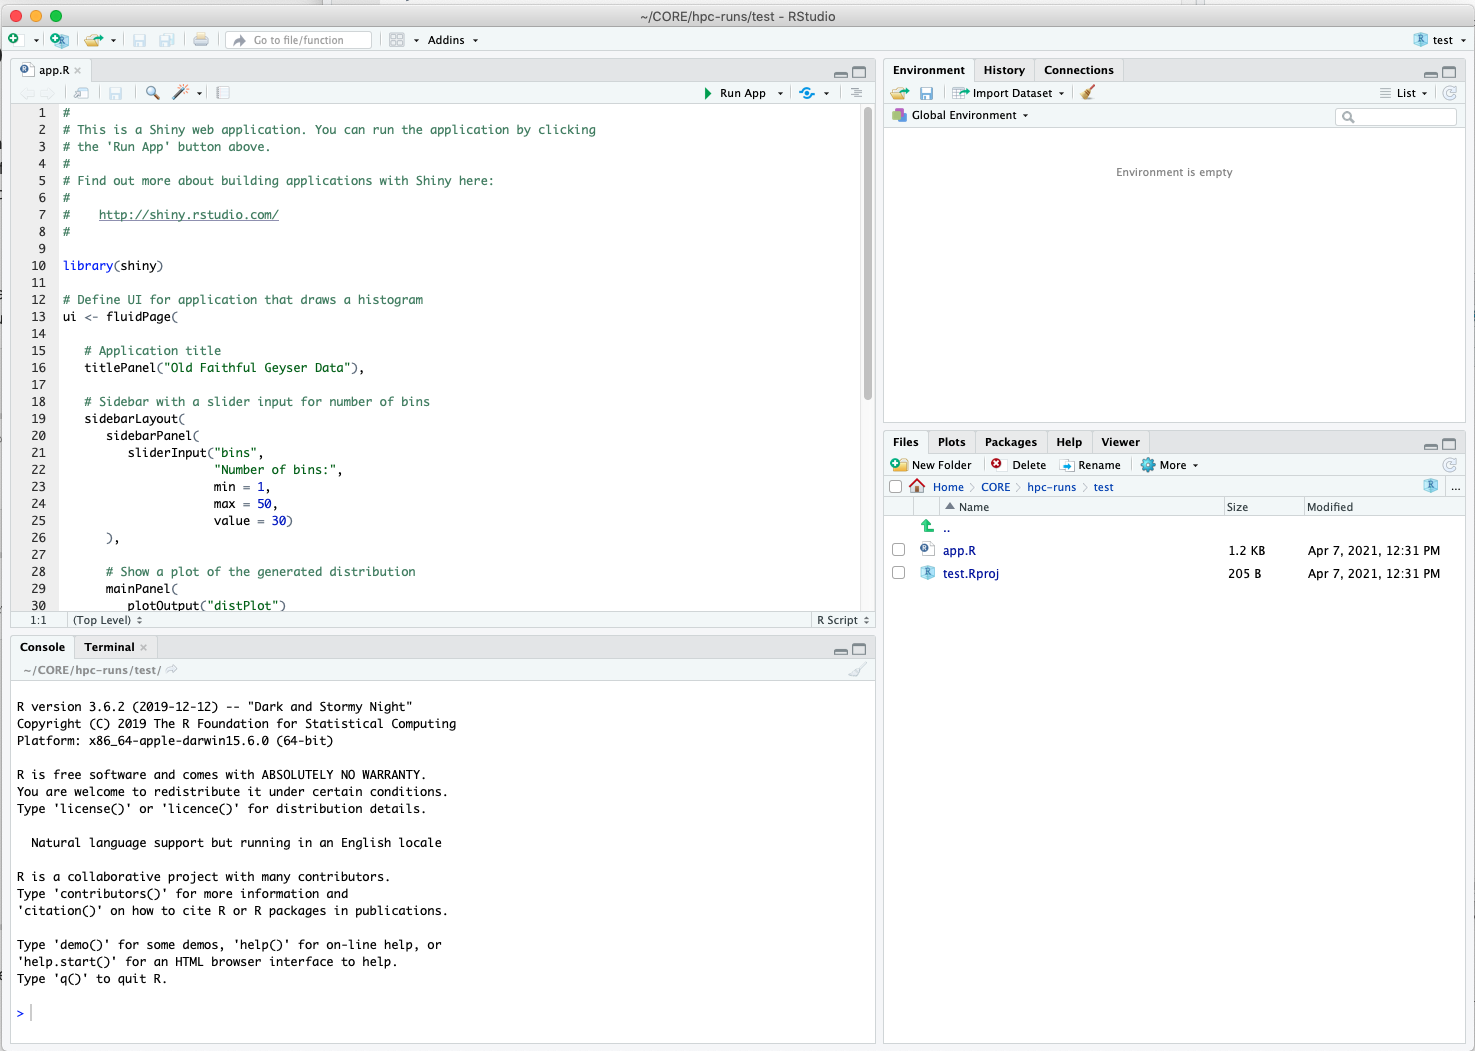 ~/CORE/hpc-runs/test - RStudio
Go to file/function
Addins
test
app.R
Run App
1 #
2 # This is a Shiny web application. You can run the application by clicking
3 # the 'Run App' button above.
4 #
5 # Find out more about building applications with Shiny here:
6 #
7 #    http://shiny.rstudio.com/
8 #
9
10 library(shiny)
11
12 # Define UI for application that draws a histogram
13 ui <- fluidPage(
14
15    # Application title
16    titlePanel("Old Faithful Geyser Data"),
17
18    # Sidebar with a slider input for number of bins
19    sidebarLayout(
20       sidebarPanel(
21          sliderInput("bins",
22                      "Number of bins:",
23                      min = 1,
24                      max = 50,
25                      value = 30)
26       ),
27
28       # Show a plot of the generated distribution
29       mainPanel(
30          plotOutput("distPlot")
1:1 (Top Level) R Script
Console Terminal
~/CORE/hpc-runs/test/
R version 3.6.2 (2019-12-12) -- "Dark and Stormy Night"
Copyright (C) 2019 The R Foundation for Statistical Computing
Platform: x86_64-apple-darwin15.6.0 (64-bit)
R is free software and comes with ABSOLUTELY NO WARRANTY.
You are welcome to redistribute it under certain conditions.
Type 'license()' or 'licence()' for distribution details.
  Natural language support but running in an English locale
R is a collaborative project with many contributors.
Type 'contributors()' for more information and
'citation()' on how to cite R or R packages in publications.
Type 'demo()' for some demos, 'help()' for on-line help, or
'help.start()' for an HTML browser interface to help.
Type 'q()' to quit R.
>
Environment History Connections
Import Dataset List
Global Environment
Environment is empty
Files Plots Packages Help Viewer
New Folder Delete Rename More
Home CORE hpc-runs test ...
Name Size Modified
..
app.R 1.2 KB Apr 7, 2021, 12:31 PM
test.Rproj 205 B Apr 7, 2021, 12:31 PM